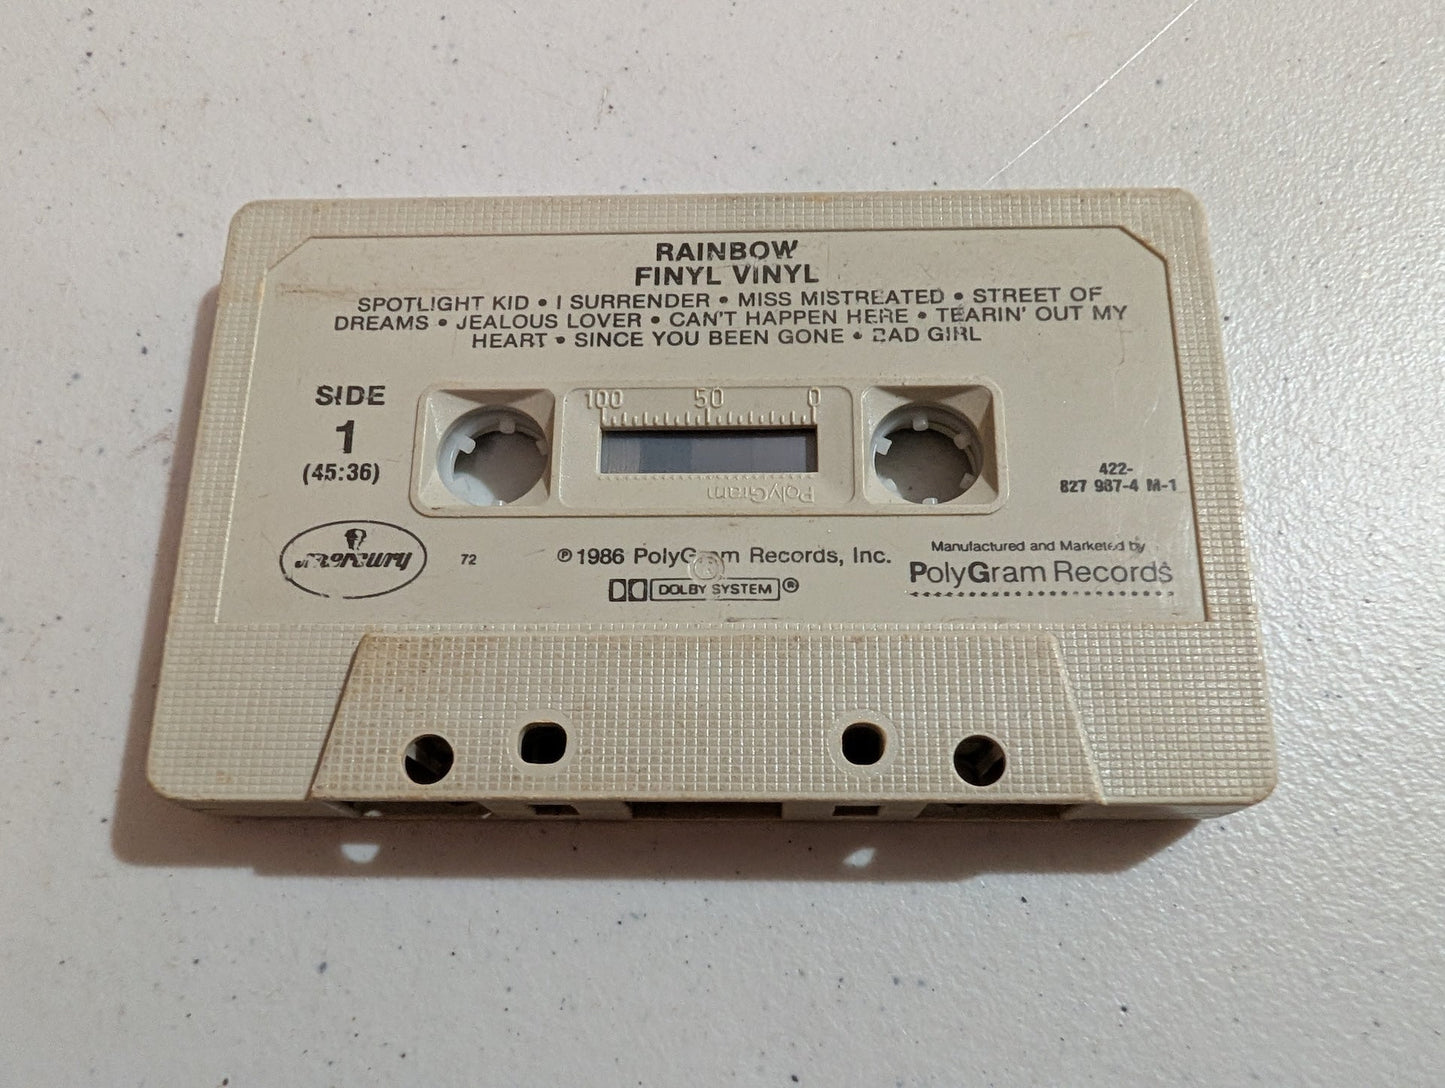 RAINBOW
FINYL VINYL
SPOTLIGHT KID • I SURRENDER • MISS MISTREATED • STREET OF
DREAMS • JEALOUS LOVER • CAN'T HAPPEN HERE • TEARIN' OUT MY
HEART • SINCE YOU BEEN GONE • BAD GIRL
SIDE
1
(45:36)
100 50 0
PolyGram
422-
827 987-4 M-1
Mercury
72
℗ 1986 PolyGram Records, Inc.
DOLBY SYSTEM ®
Manufactured and Marketed by
PolyGram Records